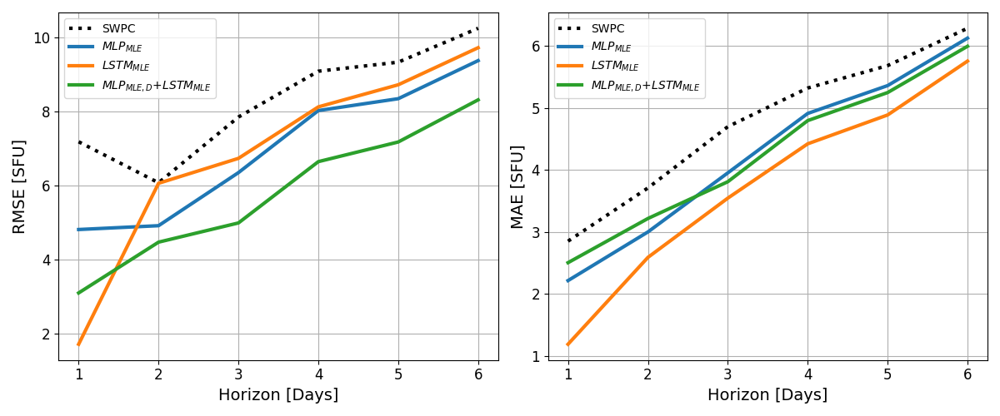 SWPC
MLP_MLE
LSTM_MLE
MLP_MLE,D+LSTM_MLE
RMSE [SFU]
10
8
6
4
2
1 2 3 4 5 6
Horizon [Days]
SWPC
MLP_MLE
LSTM_MLE
MLP_MLE,D+LSTM_MLE
MAE [SFU]
6
5
4
3
2
1
1 2 3 4 5 6
Horizon [Days]